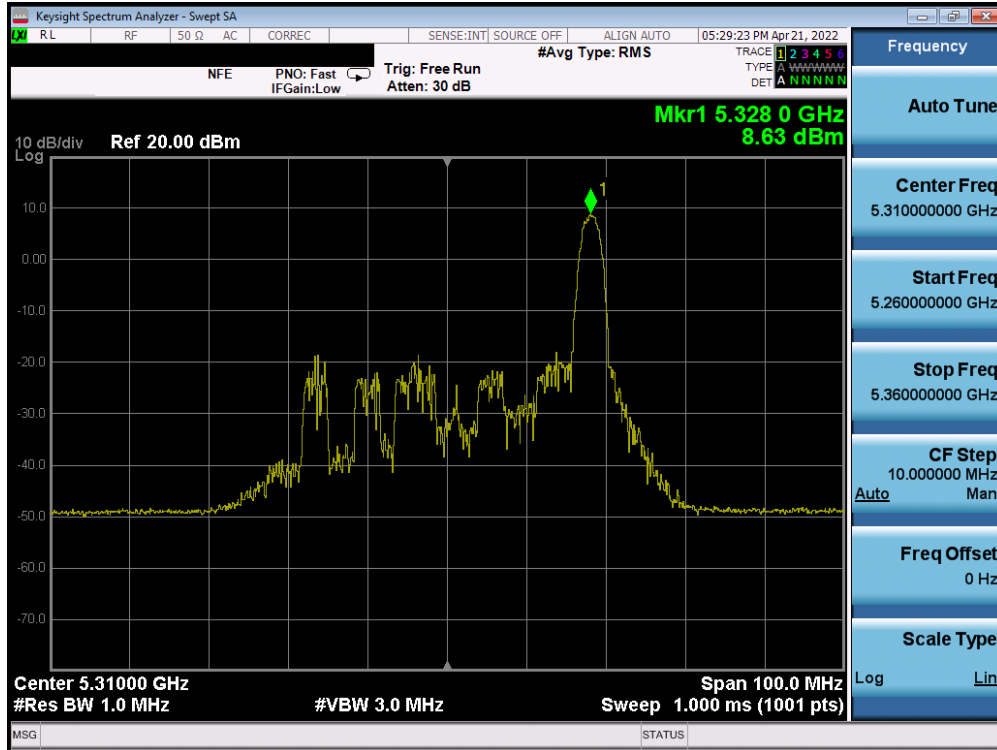 Keysight Spectrum Analyzer - Swept SA
LXI RL RF 50 Ω AC CORREC SENSE:INT SOURCE OFF ALIGN AUTO 05:29:23 PM Apr 21, 2022
NFE PNO: Fast Trig: Free Run #Avg Type: RMS TRACE 1 2 3 4 5 6
IFGain:Low Atten: 30 dB TYPE A WWWWW
DET A N N N N N
Mkr1 5.328 0 GHz
8.63 dBm
10 dB/div Ref 20.00 dBm
Log
1
10.0
0.00
-10.0
-20.0
-30.0
-40.0
-50.0
-60.0
-70.0
Center 5.31000 GHz Span 100.0 MHz
#Res BW 1.0 MHz #VBW 3.0 MHz Sweep 1.000 ms (1001 pts)
MSG STATUS
Frequency
Auto Tune
Center Freq
5.310000000 GHz
Start Freq
5.260000000 GHz
Stop Freq
5.360000000 GHz
CF Step
10.000000 MHz
Auto Man
Freq Offset
0 Hz
Scale Type
Log Lin